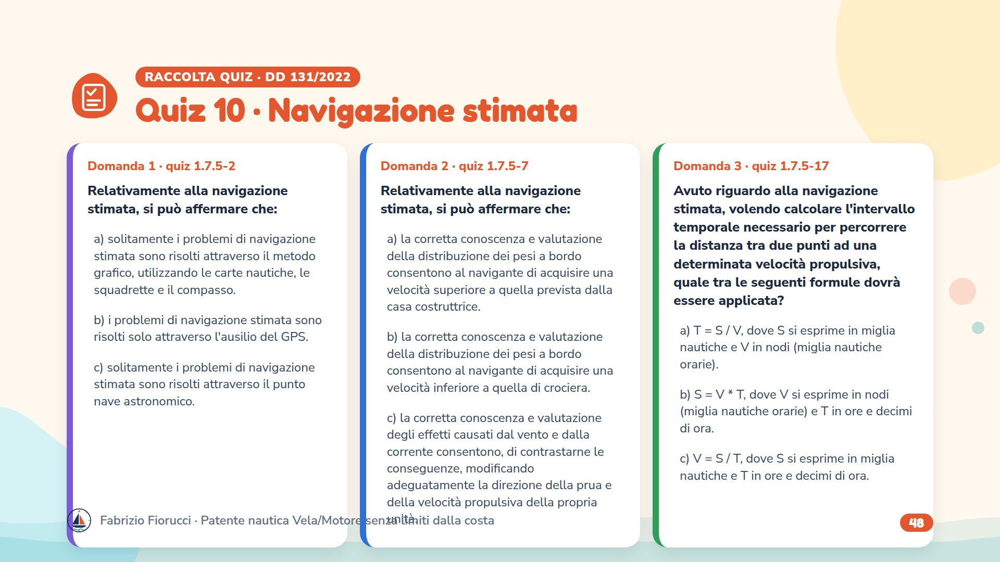 RACCOLTA QUIZ · DD 131/2022
Quiz 10 · Navigazione stimata
Domanda 1 · quiz 1.7.5-2
Relativamente alla navigazione
stimata, si può affermare che:
a) solitamente i problemi di navigazione
stimata sono risolti attraverso il metodo
grafico, utilizzando le carte nautiche, le
squadrette e il compasso.
b) i problemi di navigazione stimata sono
risolti solo attraverso l'ausilio del GPS.
c) solitamente i problemi di navigazione
stimata sono risolti attraverso il punto
nave astronomico.
Domanda 2 · quiz 1.7.5-7
Relativamente alla navigazione
stimata, si può affermare che:
a) la corretta conoscenza e valutazione
della distribuzione dei pesi a bordo
consentono al navigante di acquisire una
velocità superiore a quella prevista dalla
casa costruttrice.
b) la corretta conoscenza e valutazione
della distribuzione dei pesi a bordo
consentono al navigante di acquisire una
velocità inferiore a quella di crociera.
c) la corretta conoscenza e valutazione
degli effetti causati dal vento e dalla
corrente consentono, di contrastarne le
conseguenze, modificando
adeguatamente la direzione della prua e
della velocità propulsiva della propria
unità.
Domanda 3 · quiz 1.7.5-17
Avuto riguardo alla navigazione
stimata, volendo calcolare l'intervallo
temporale necessario per percorrere
la distanza tra due punti ad una
determinata velocità propulsiva,
quale tra le seguenti formule dovrà
essere applicata?
a) T = S / V, dove S si esprime in miglia
nautiche e V in nodi (miglia nautiche
orarie).
b) S = V * T, dove V si esprime in nodi
(miglia nautiche orarie) e T in ore e decimi
di ora.
c) V = S / T, dove S si esprime in miglia
nautiche e T in ore e decimi di ora.
Fabrizio Fiorucci · Patente nautica Vela/Motore senza limiti dalla costa
48